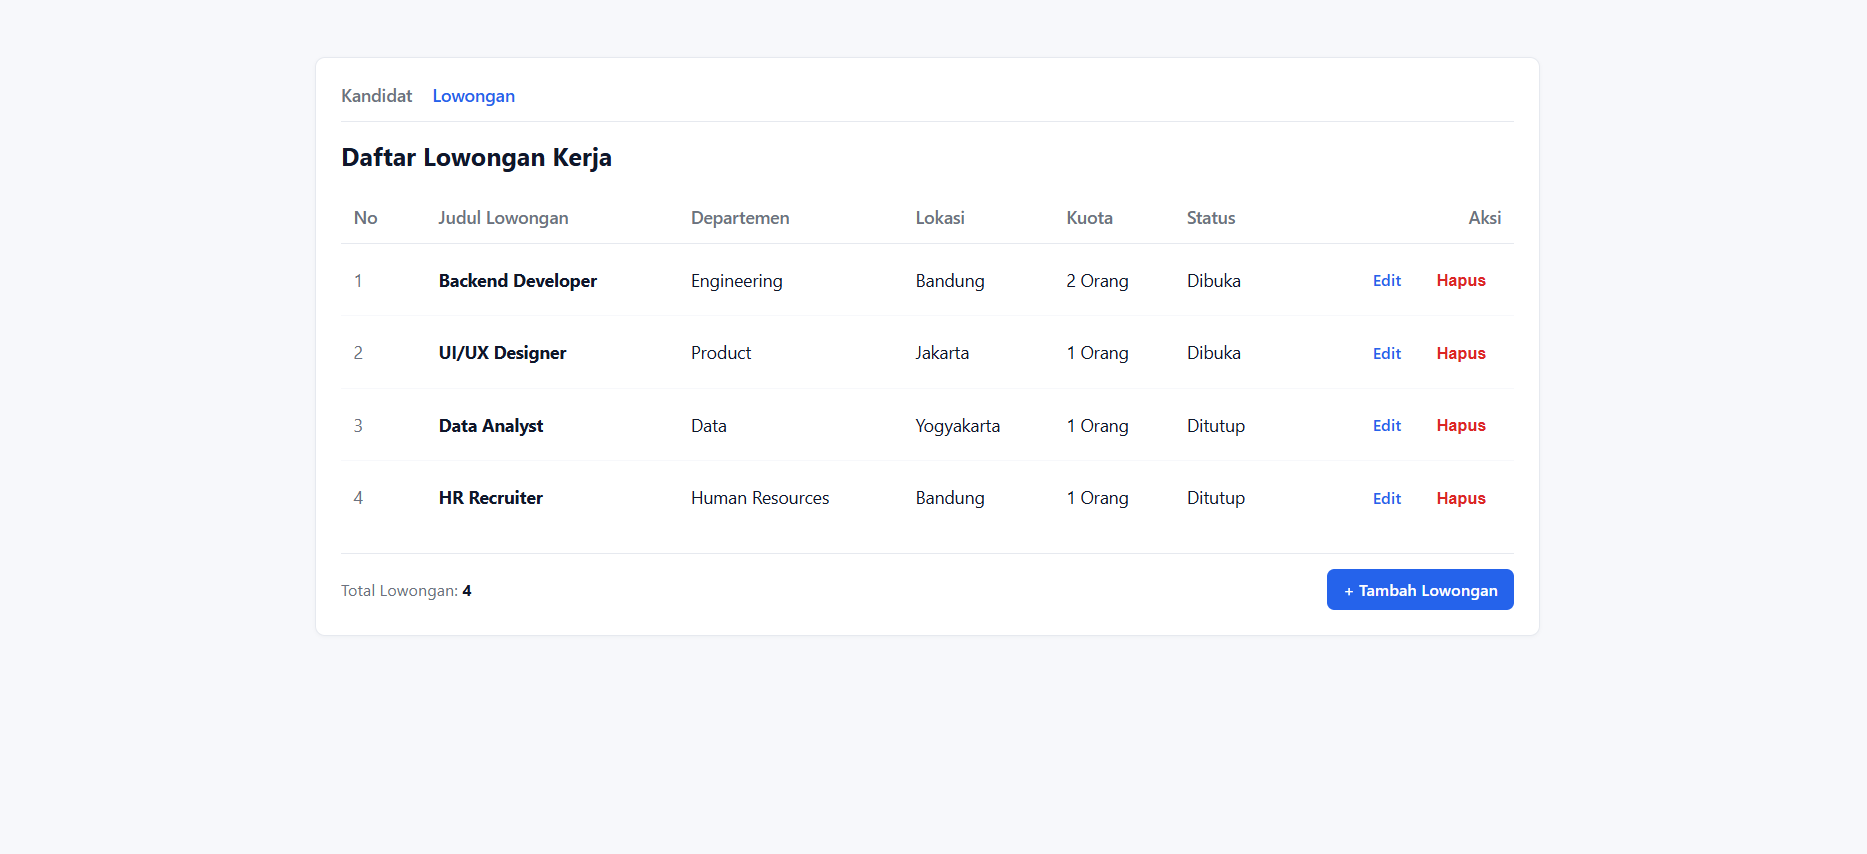 Kandidat Lowongan
Daftar Lowongan Kerja
No Judul Lowongan Departemen Lokasi Kuota Status Aksi
1 Backend Developer Engineering Bandung 2 Orang Dibuka Edit Hapus
2 UI/UX Designer Product Jakarta 1 Orang Dibuka Edit Hapus
3 Data Analyst Data Yogyakarta 1 Orang Ditutup Edit Hapus
4 HR Recruiter Human Resources Bandung 1 Orang Ditutup Edit Hapus
Total Lowongan: 4 + Tambah Lowongan